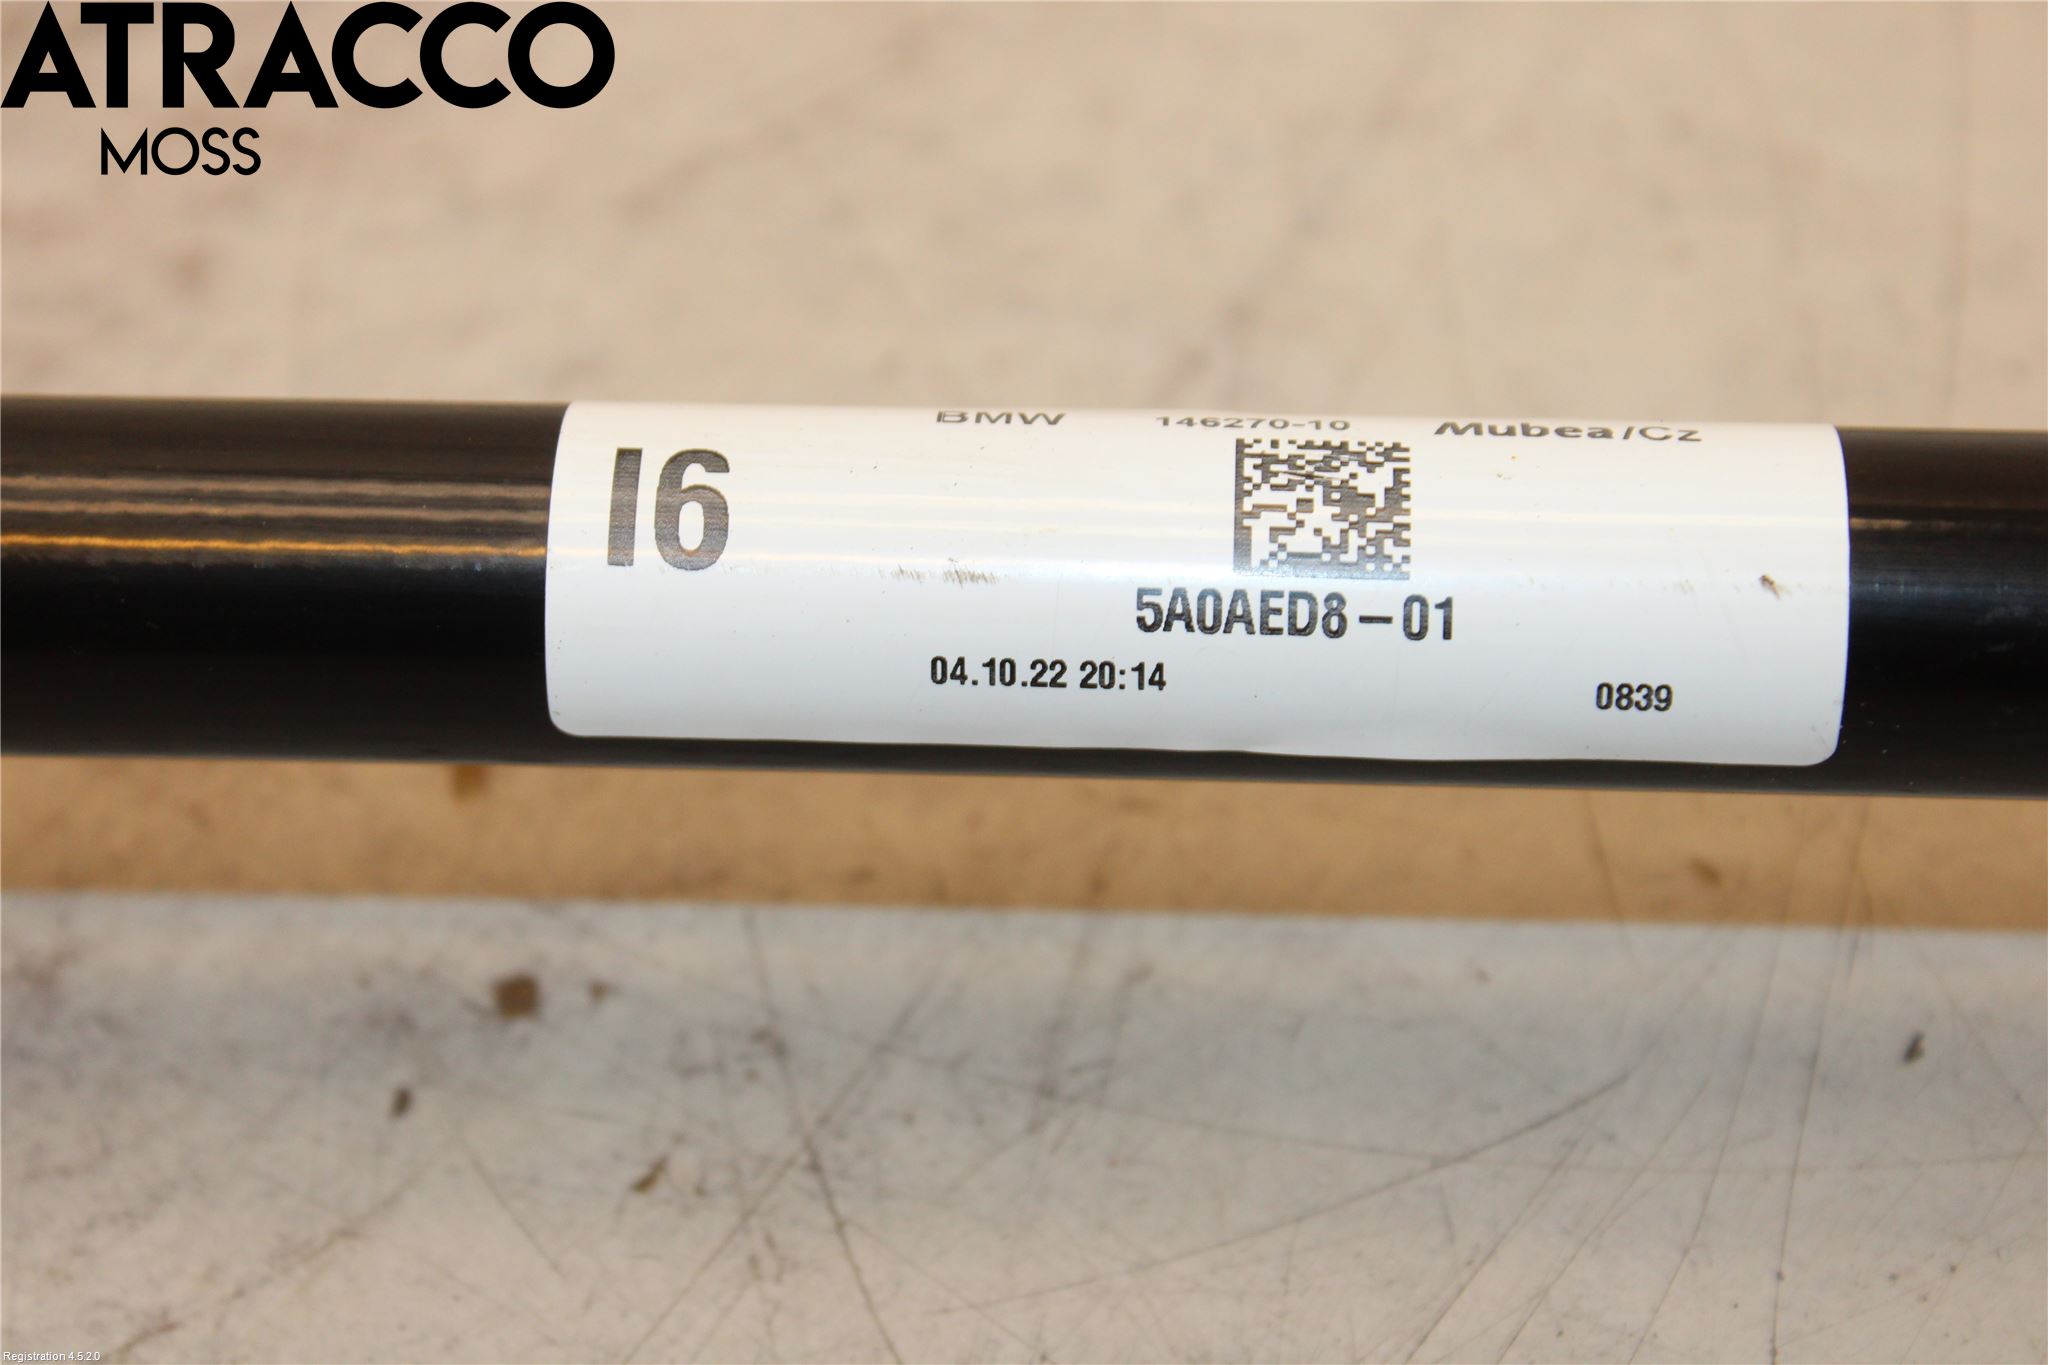 ATRACCO
MOSS
BMW 146270-10 Mubea/Cz
I6
5A0AED8-01
04.10.22 20:14 0839
Registration 4.5.2.0